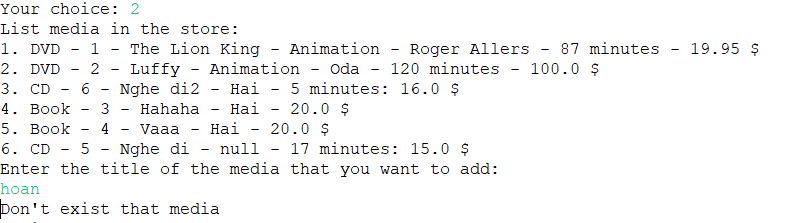 Your choice: 2
List media in the store:
1. DVD - 1 - The Lion King - Animation - Roger Allers - 87 minutes - 19.95 $
2. DVD - 2 - Luffy - Animation - Oda - 120 minutes - 100.0 $
3. CD - 6 - Nghe di2 - Hai - 5 minutes: 16.0 $
4. Book - 3 - Hahaha - Hai - 20.0 $
5. Book - 4 - Vaaa - Hai - 20.0 $
6. CD - 5 - Nghe di - null - 17 minutes: 15.0 $
Enter the title of the media that you want to add:
hoan
Don't exist that media